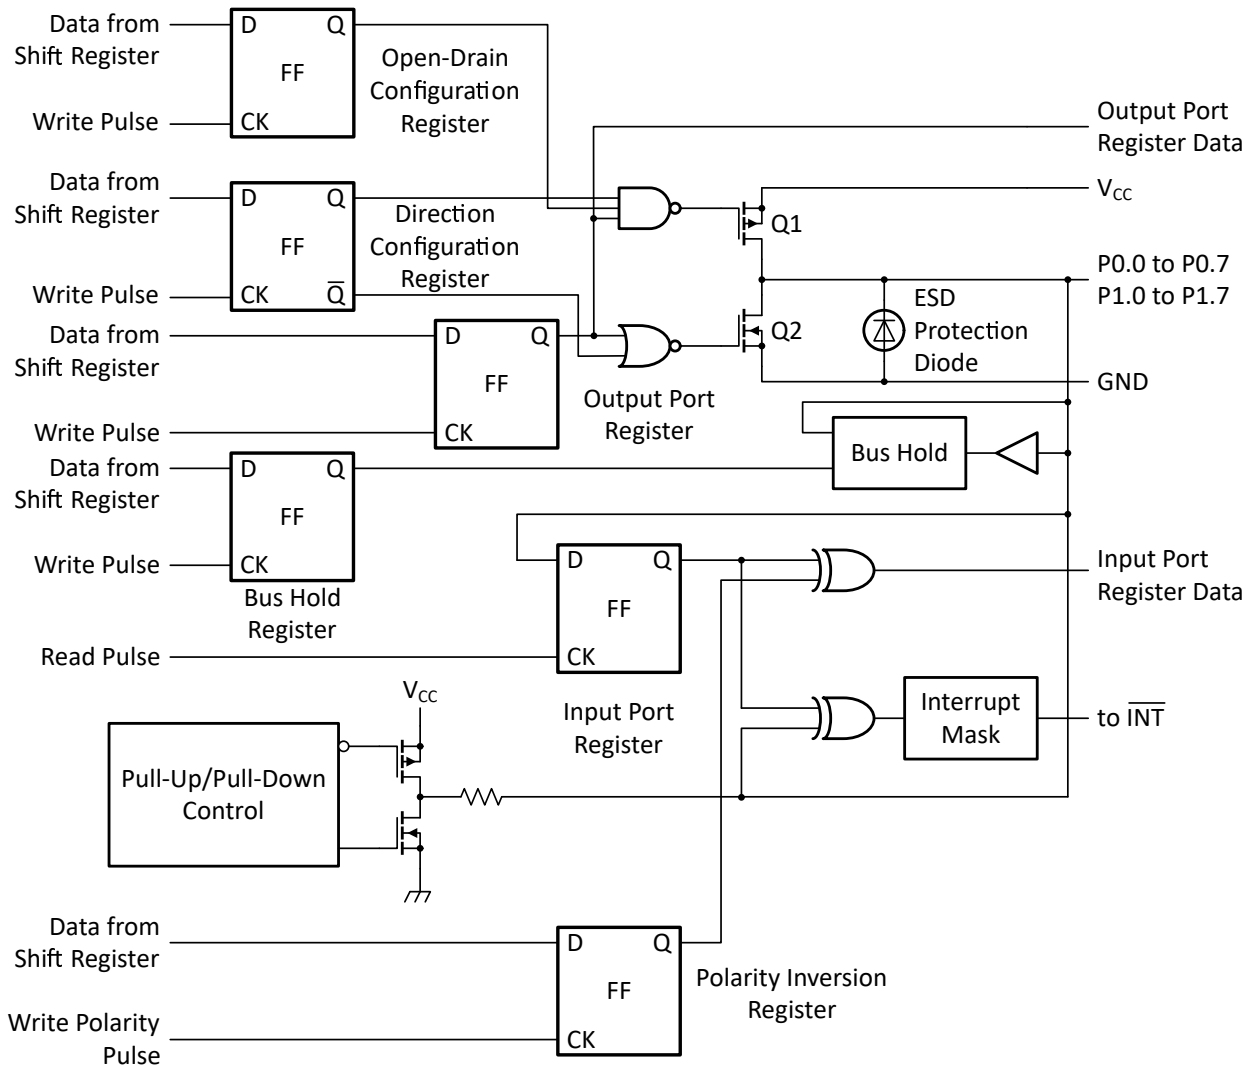 Data from
Shift Register
D
Q
FF
Write Pulse
CK
Open-Drain
Configuration
Register
Output Port
Register Data
Data from
Shift Register
D
Q
FF
Write Pulse
CK
Q̅
Direction
Configuration
Register
VCC
Q1
P0.0 to P0.7
P1.0 to P1.7
ESD
Protection
Diode
Q2
GND
Data from
Shift Register
D
Q
FF
Write Pulse
CK
Output Port
Register
Data from
Shift Register
D
Q
FF
Write Pulse
CK
Bus Hold
Register
Bus Hold
D
Q
FF
Read Pulse
CK
Input Port
Register
Input Port
Register Data
Interrupt
Mask
to I̅N̅T̅
VCC
Pull-Up/Pull-Down
Control
Data from
Shift Register
D
Q
FF
Write Polarity
Pulse
CK
Polarity Inversion
Register